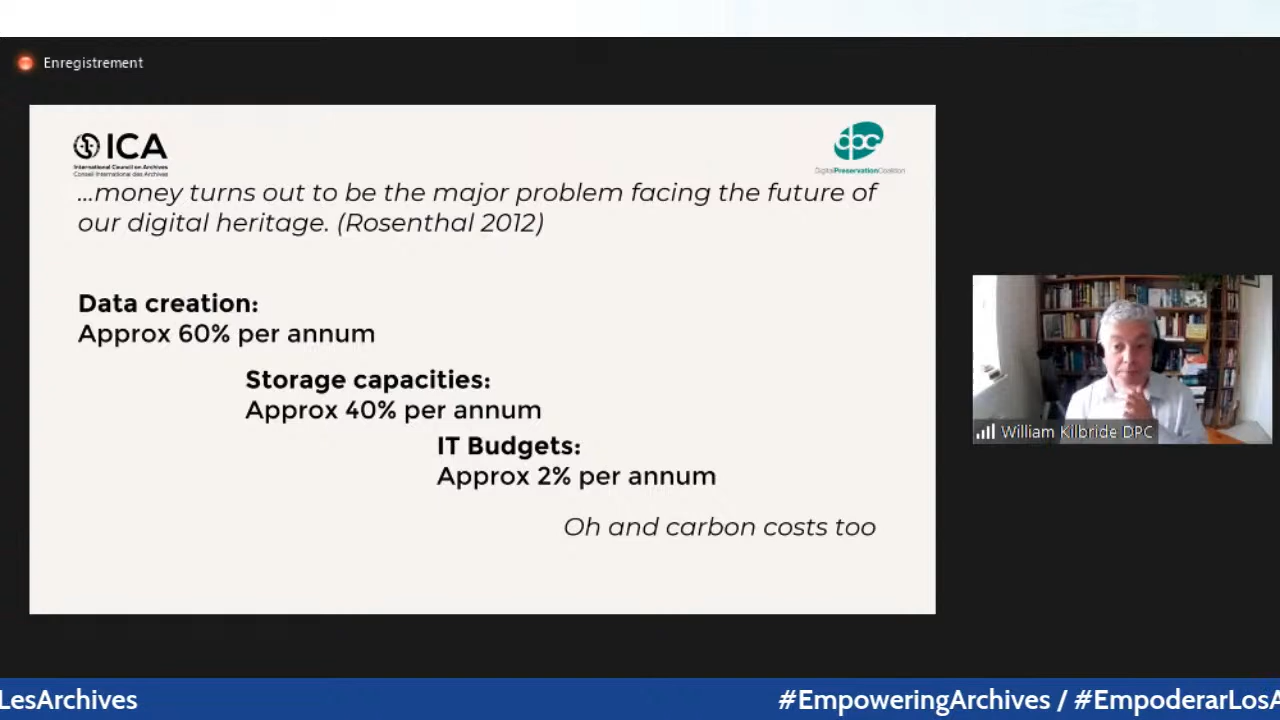 Enregistrement
ICA
International Council on Archives
Conseil International des Archives
dpc
DigitalPreservationCoalition
...money turns out to be the major problem facing the future of
our digital heritage. (Rosenthal 2012)
Data creation:
Approx 60% per annum
Storage capacities:
Approx 40% per annum
IT Budgets:
Approx 2% per annum
Oh and carbon costs too
William Kilbride DPC
LesArchives
#EmpoweringArchives / #EmpoderarLosA